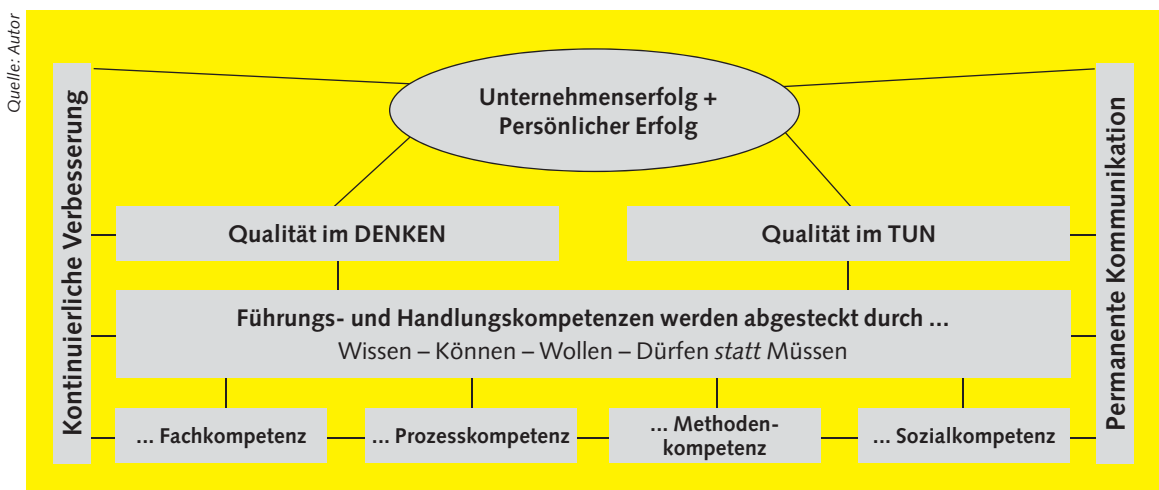 Quelle: Autor
Unternehmenserfolg +
Persönlicher Erfolg
Kontinuierliche Verbesserung
Permanente Kommunikation
Qualität im DENKEN
Qualität im TUN
Führungs- und Handlungskompetenzen werden abgesteckt durch ...
Wissen – Können – Wollen – Dürfen statt Müssen
... Fachkompetenz
... Prozesskompetenz
... Methoden-
kompetenz
... Sozialkompetenz